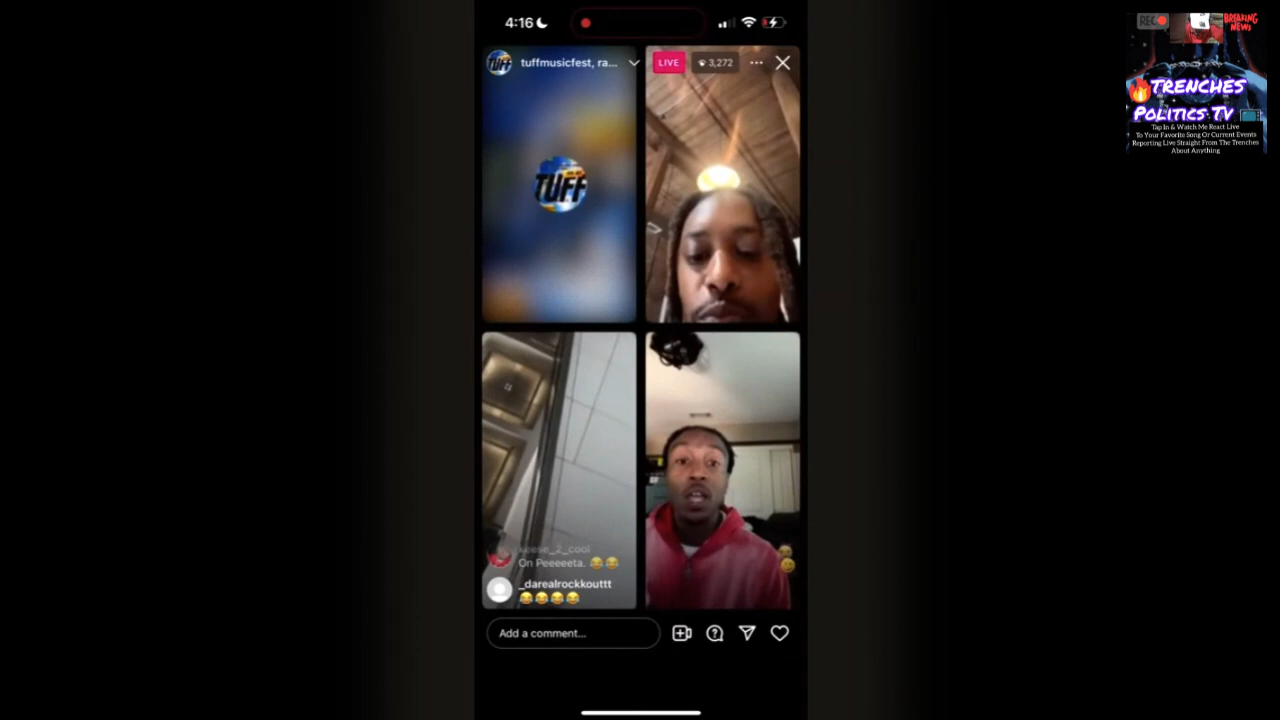 4:16
tuffmusicfest, ra...
LIVE
3,272
TUFF
TUFF
keese_2_cool
On Peeeeeta. 😂😂
_darealrockkouttt
😂😂😂😂
Add a comment...
REC
BREAKING
NEWS
🔥TRENCHES
POLITICS TV
Tap In & Watch Me React Live
To Your Favorite Song Or Current Events
Reporting Live Straight From The Trenches
About Anything